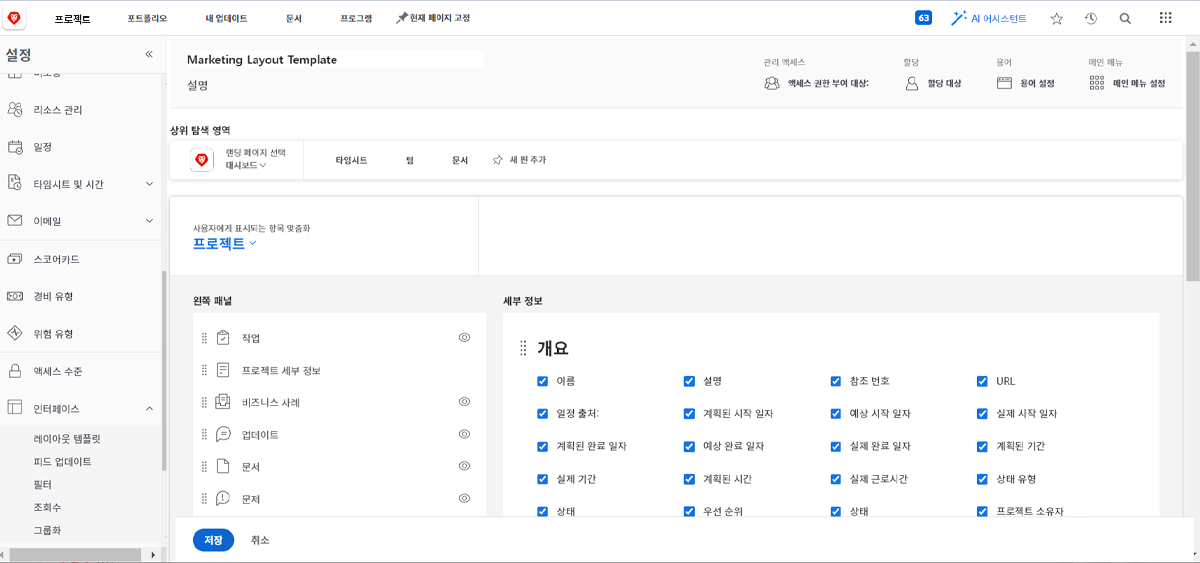 프로젝트 포트폴리오 내 업데이트 문서 프로그램 현재 페이지 고정 63 AI 어시스턴트
설정
리소스 관리
일정
타임시트 및 시간
이메일
스코어카드
경비 유형
위험 유형
액세스 수준
인터페이스
레이아웃 템플릿
피드 업데이트
필터
조회수
그룹화
Marketing Layout Template
설명
관리 액세스
액세스 권한 부여 대상:
할당
할당 대상
용어
용어 설정
메인 메뉴
메인 메뉴 설정
상위 탐색 영역
랜딩 페이지 선택
대시보드
타임시트 팀 문서 새 핀 추가
사용자에게 표시되는 항목 맞춤화
프로젝트
왼쪽 패널
작업
프로젝트 세부 정보
비즈니스 사례
업데이트
문서
문제
세부 정보
개요
이름 설명 참조 번호 URL
일정 출처: 계획된 시작 일자 예상 시작 일자 실제 시작 일자
계획된 완료 일자 예상 완료 일자 실제 완료 일자 계획된 기간
실제 기간 계획된 시간 실제 근로시간 상태 유형
상태 우선 순위 상태 프로젝트 소유자
저장 취소